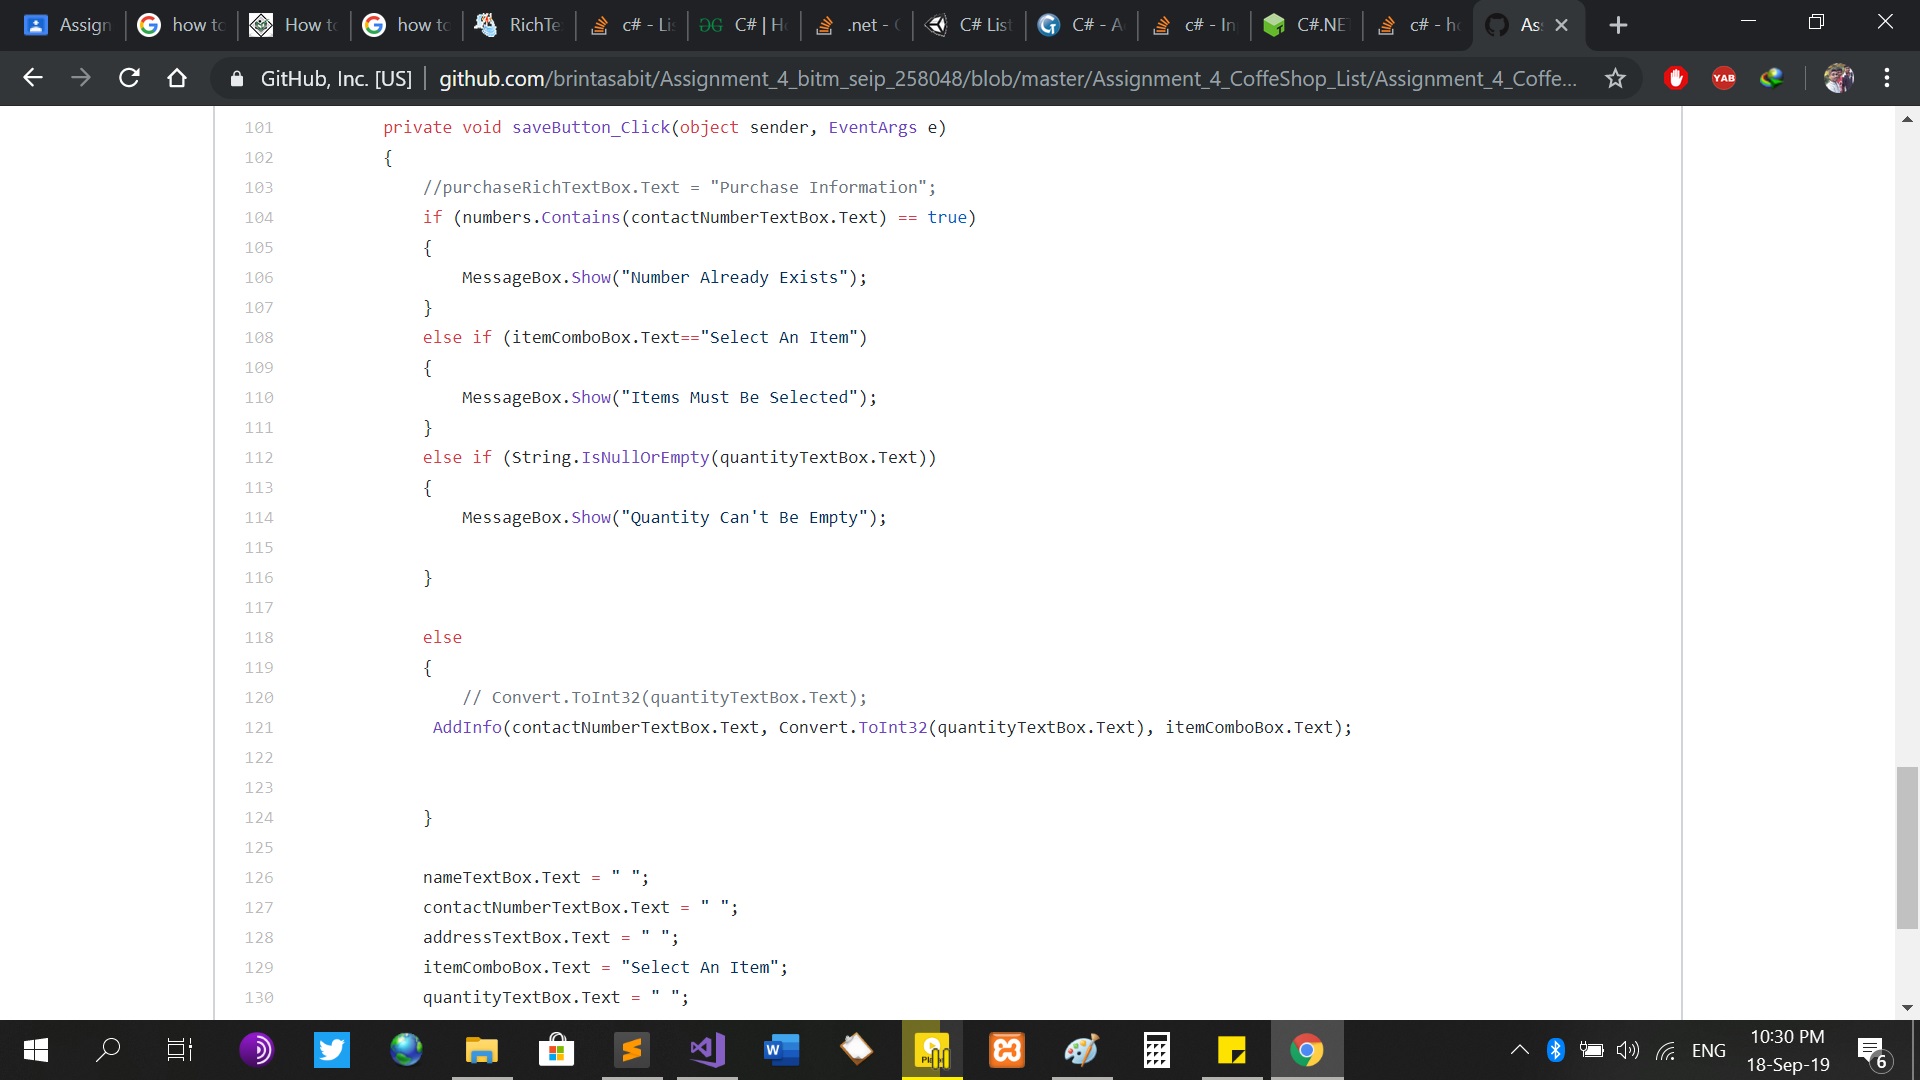 Assign how to How to how to RichTe c# - Lis C# | Ho .net - C C# List C# - A c# - In C#.NE c# - ho As
GitHub, Inc. [US] github.com/brintasabit/Assignment_4_bitm_seip_258048/blob/master/Assignment_4_CoffeShop_List/Assignment_4_Coffe... YAB
101 private void saveButton_Click(object sender, EventArgs e)
102 {
103 //purchaseRichTextBox.Text = "Purchase Information";
104 if (numbers.Contains(contactNumberTextBox.Text) == true)
105 {
106 MessageBox.Show("Number Already Exists");
107 }
108 else if (itemComboBox.Text=="Select An Item")
109 {
110 MessageBox.Show("Items Must Be Selected");
111 }
112 else if (String.IsNullOrEmpty(quantityTextBox.Text))
113 {
114 MessageBox.Show("Quantity Can't Be Empty");
115
116 }
117
118 else
119 {
120 // Convert.ToInt32(quantityTextBox.Text);
121 AddInfo(contactNumberTextBox.Text, Convert.ToInt32(quantityTextBox.Text), itemComboBox.Text);
122
123
124 }
125
126 nameTextBox.Text = " ";
127 contactNumberTextBox.Text = " ";
128 addressTextBox.Text = " ";
129 itemComboBox.Text = "Select An Item";
130 quantityTextBox.Text = " ";
ENG
10:30 PM
18-Sep-19
6